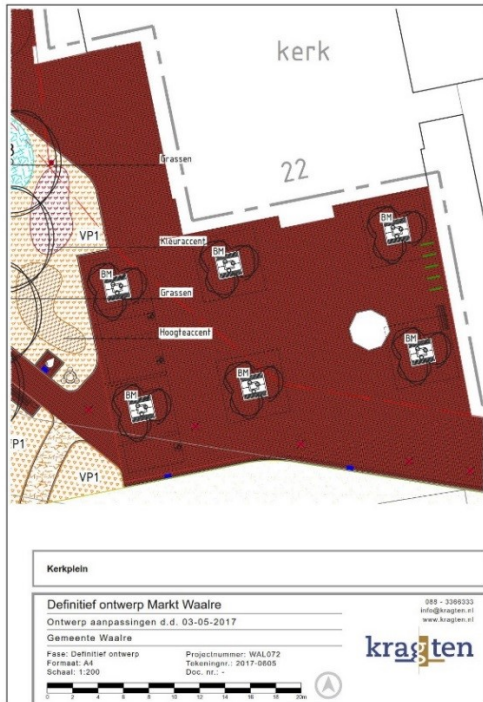 kerk
22
Grassen
VP1
Kleuraccent
BM
BM
BM
Grassen
Hoogteaccent
BM
BM
BM
VP1
VP1
Kerkplein
Definitief ontwerp Markt Waalre
Ontwerp aanpassingen d.d. 03-05-2017
Gemeente Waalre
Fase: Definitief ontwerp
Projectnummer: WAL072
Formaat: A4
Tekeningnr.: 2017-0605
Schaal: 1:200
Doc. nr.: -
0 2 4 6 8 10 12 14 16 18 20m
088 - 3366333
info@kragten.nl
www.kragten.nl
kragten